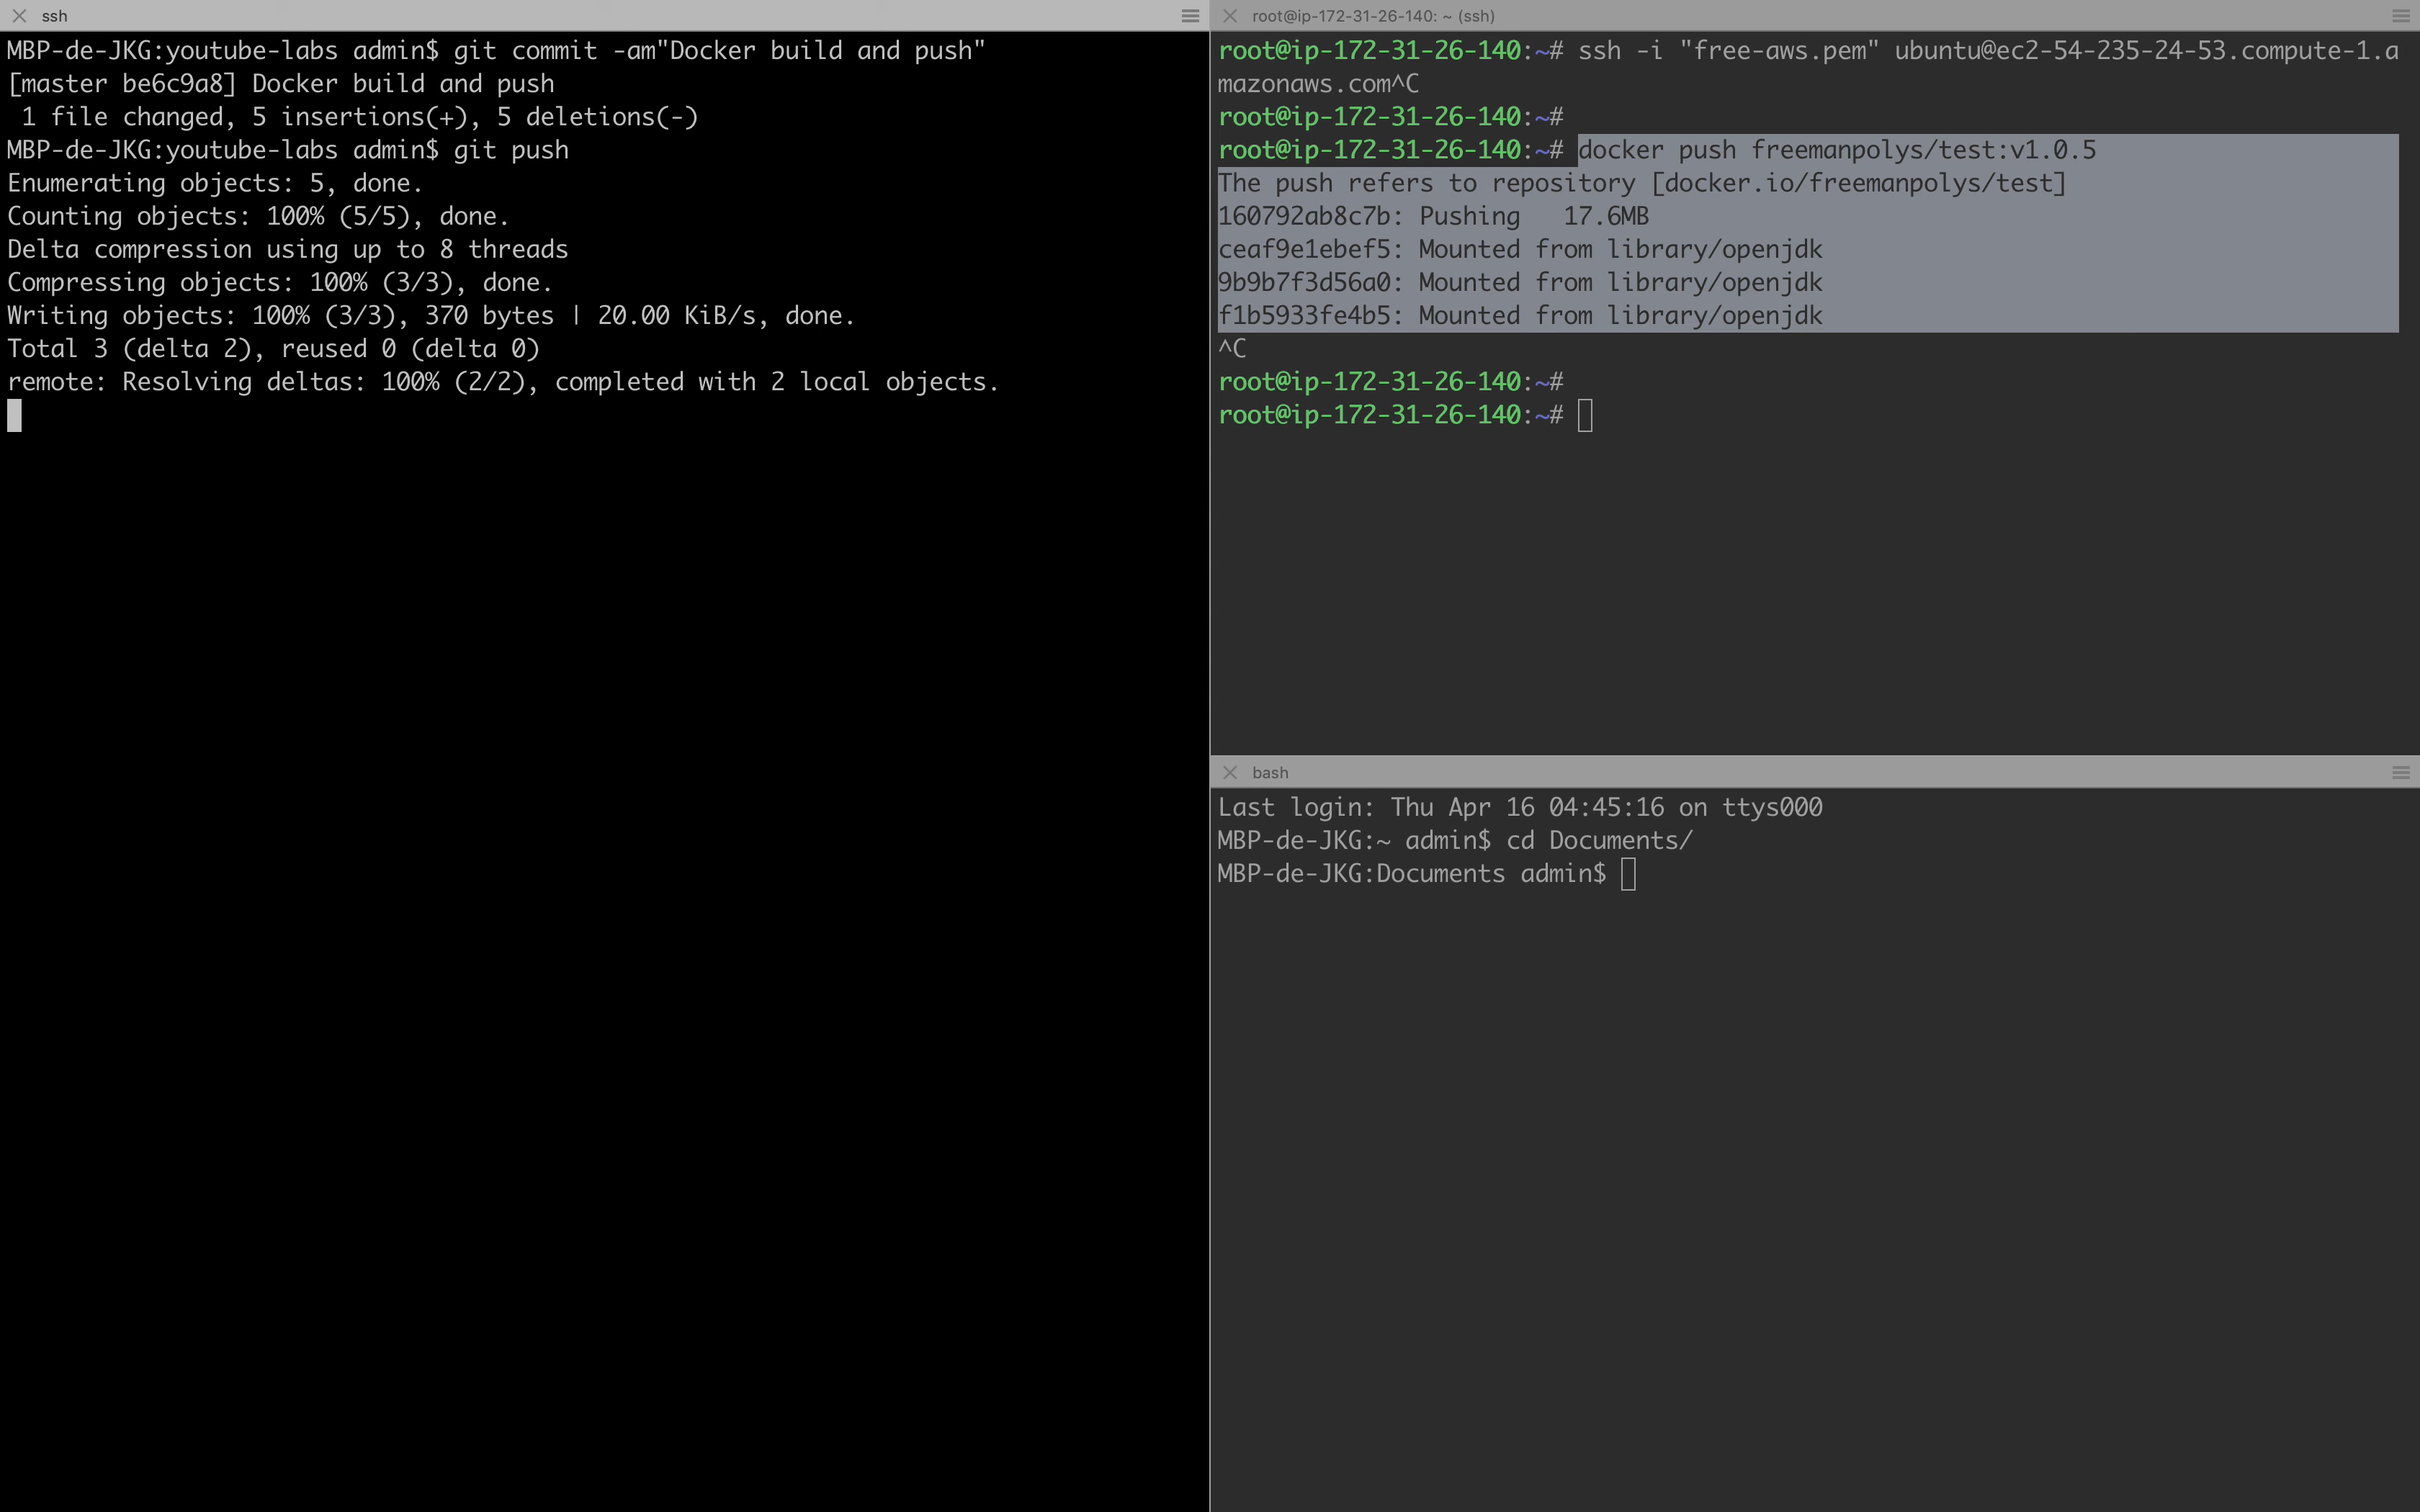 ssh
MBP-de-JKG:youtube-labs admin$ git commit -am"Docker build and push"
[master be6c9a8] Docker build and push
 1 file changed, 5 insertions(+), 5 deletions(-)
MBP-de-JKG:youtube-labs admin$ git push
Enumerating objects: 5, done.
Counting objects: 100% (5/5), done.
Delta compression using up to 8 threads
Compressing objects: 100% (3/3), done.
Writing objects: 100% (3/3), 370 bytes | 20.00 KiB/s, done.
Total 3 (delta 2), reused 0 (delta 0)
remote: Resolving deltas: 100% (2/2), completed with 2 local objects.
root@ip-172-31-26-140: ~ (ssh)
root@ip-172-31-26-140:~# ssh -i "free-aws.pem" ubuntu@ec2-54-235-24-53.compute-1.a
mazonaws.com^C
root@ip-172-31-26-140:~#
root@ip-172-31-26-140:~# docker push freemanpolys/test:v1.0.5
The push refers to repository [docker.io/freemanpolys/test]
160792ab8c7b: Pushing   17.6MB
ceaf9e1ebef5: Mounted from library/openjdk
9b9b7f3d56a0: Mounted from library/openjdk
f1b5933fe4b5: Mounted from library/openjdk
^C
root@ip-172-31-26-140:~#
root@ip-172-31-26-140:~#
bash
Last login: Thu Apr 16 04:45:16 on ttys000
MBP-de-JKG:~ admin$ cd Documents/
MBP-de-JKG:Documents admin$